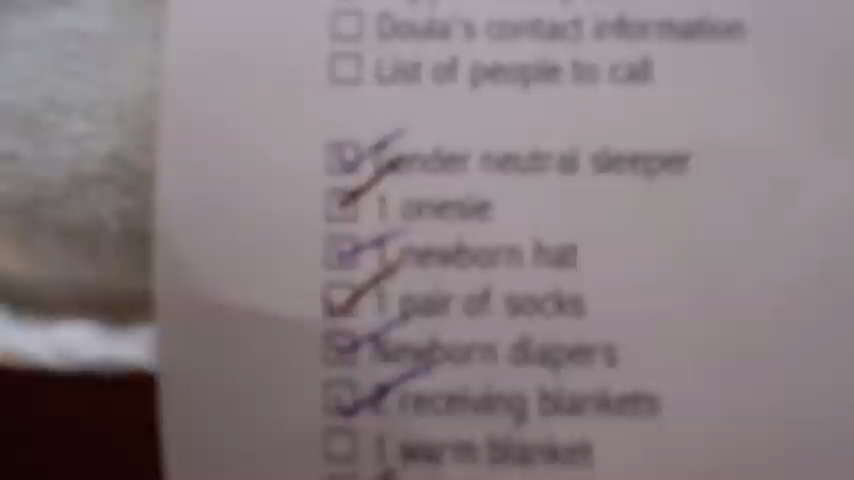 Doula's contact information
List of people to call
Gender neutral sleeper
1 onesie
1 newborn hat
1 pair of socks
Newborn diapers
2 receiving blankets
1 warm blanket